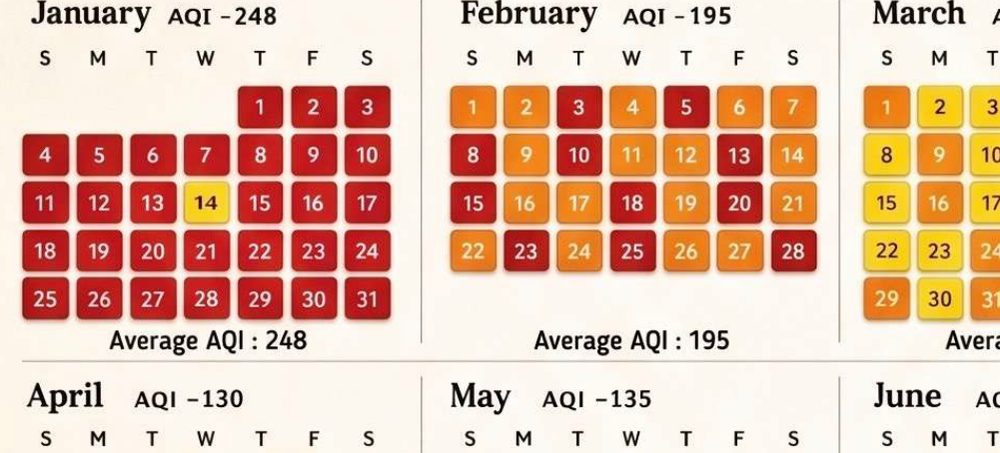 January AQI -248
S M T W T F S
1 2 3
4 5 6 7 8 9 10
11 12 13 14 15 16 17
18 19 20 21 22 23 24
25 26 27 28 29 30 31
Average AQI : 248
February AQI -195
S M T W T F S
1 2 3 4 5 6 7
8 9 10 11 12 13 14
15 16 17 18 19 20 21
22 23 24 25 26 27 28
Average AQI : 195
March
S M T
1 2 3
8 9 10
15 16 17
22 23 24
29 30 31
April AQI -130
S M T W T F S
May AQI -135
S M T W T F S
June
S M T